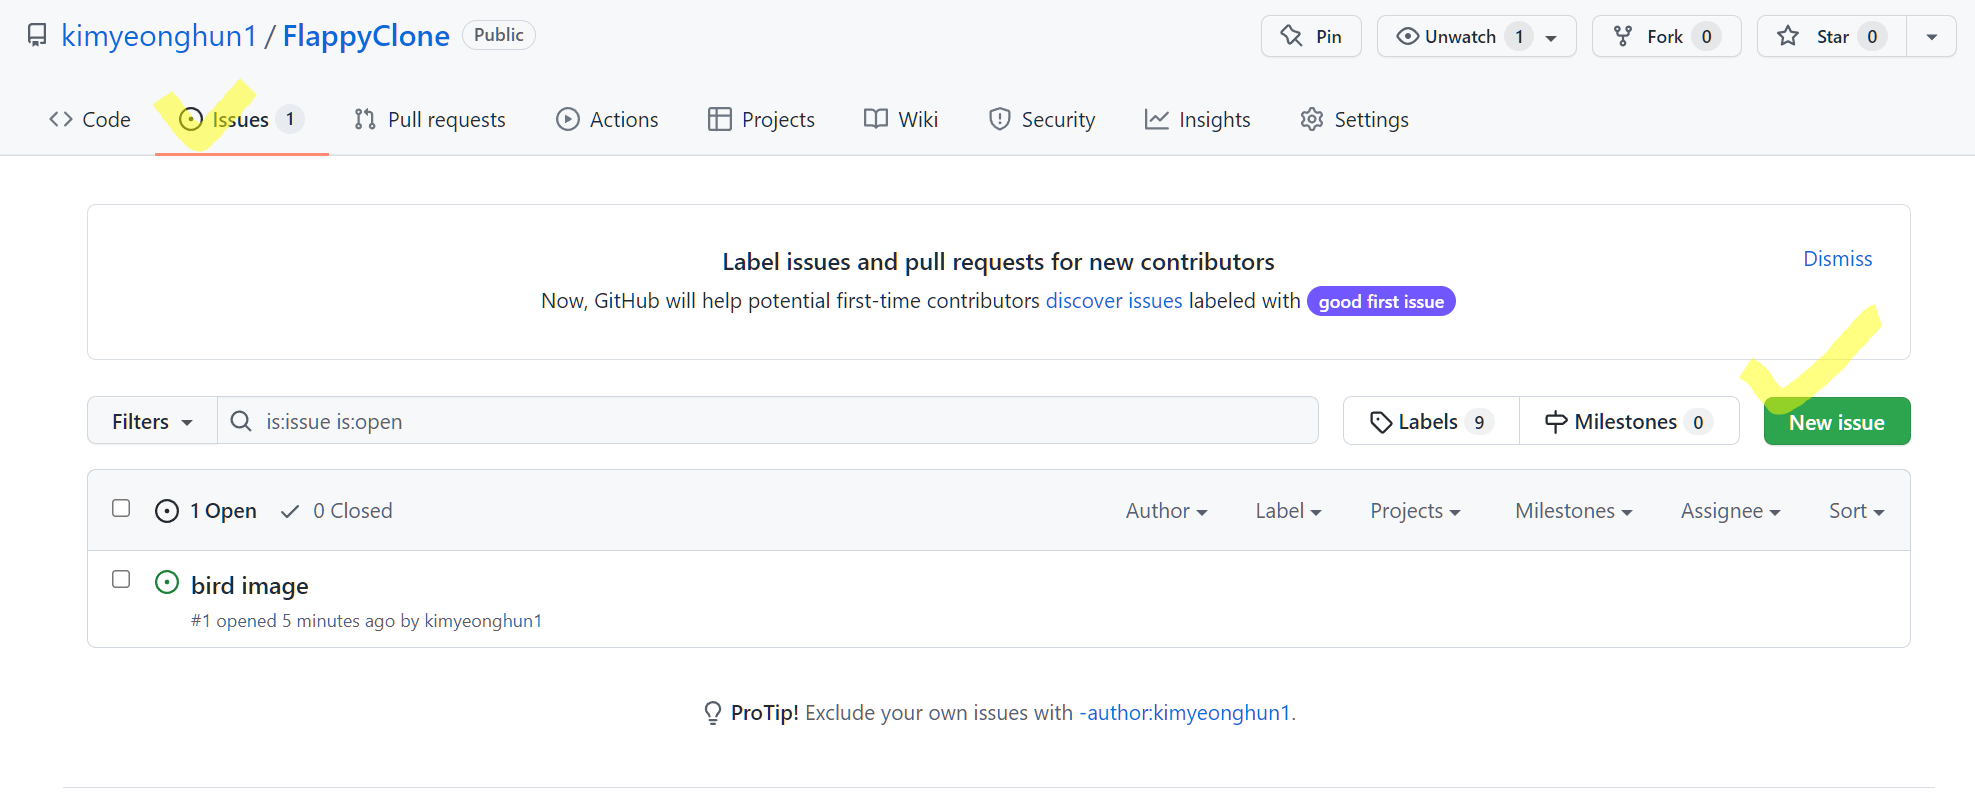 kimyeonghun1 / FlappyClone Public Pin Unwatch 1 Fork 0 Star 0
Code Issues 1 Pull requests Actions Projects Wiki Security Insights Settings
Label issues and pull requests for new contributors
Dismiss
Now, GitHub will help potential first-time contributors discover issues labeled with good first issue
Filters is:issue is:open Labels 9 Milestones 0 New issue
1 Open 0 Closed Author Label Projects Milestones Assignee Sort
bird image
#1 opened 5 minutes ago by kimyeonghun1
ProTip! Exclude your own issues with -author:kimyeonghun1.